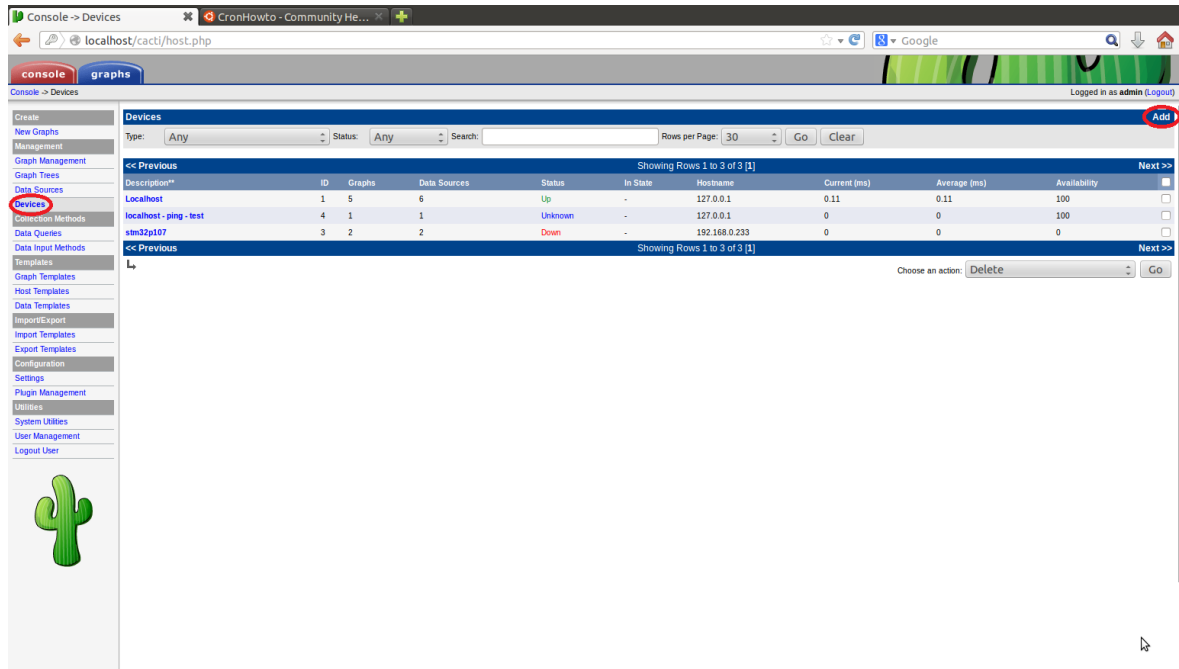 Console -> Devices
CronHowto - Community He...
localhost/cacti/host.php
Google
console
graphs
Console -> Devices
Logged in as admin (Logout)
Create
New Graphs
Management
Graph Management
Graph Trees
Data Sources
Devices
Collection Methods
Data Queries
Data Input Methods
Templates
Graph Templates
Host Templates
Data Templates
Import/Export
Import Templates
Export Templates
Configuration
Settings
Plugin Management
Utilities
System Utilities
User Management
Logout User
Devices Add
Type: Any Status: Any Search: Rows per Page: 30 Go Clear
<< Previous Showing Rows 1 to 3 of 3 [1] Next >>
Description** ID Graphs Data Sources Status In State Hostname Current (ms) Average (ms) Availability
Localhost 1 5 6 Up - 127.0.0.1 0.11 0.11 100
localhost - ping - test 4 1 1 Unknown - 127.0.0.1 0 0 100
stm32p107 3 2 2 Down - 192.168.0.233 0 0 0
<< Previous Showing Rows 1 to 3 of 3 [1] Next >>
Choose an action: Delete Go